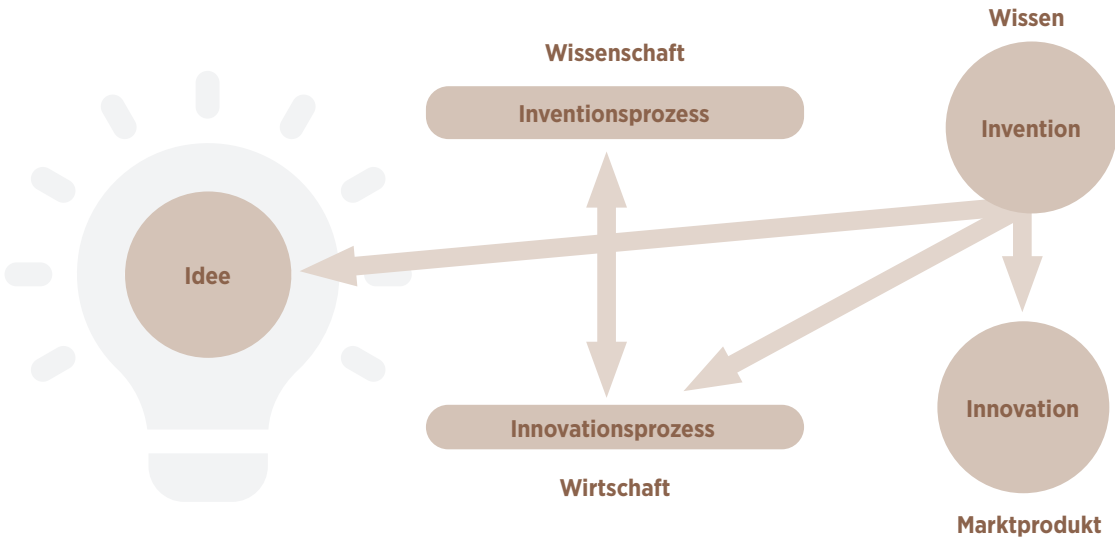 Wissen
Wissenschaft
Inventionsprozess
Invention
Idee
Innovation
Innovationsprozess
Wirtschaft
Marktprodukt